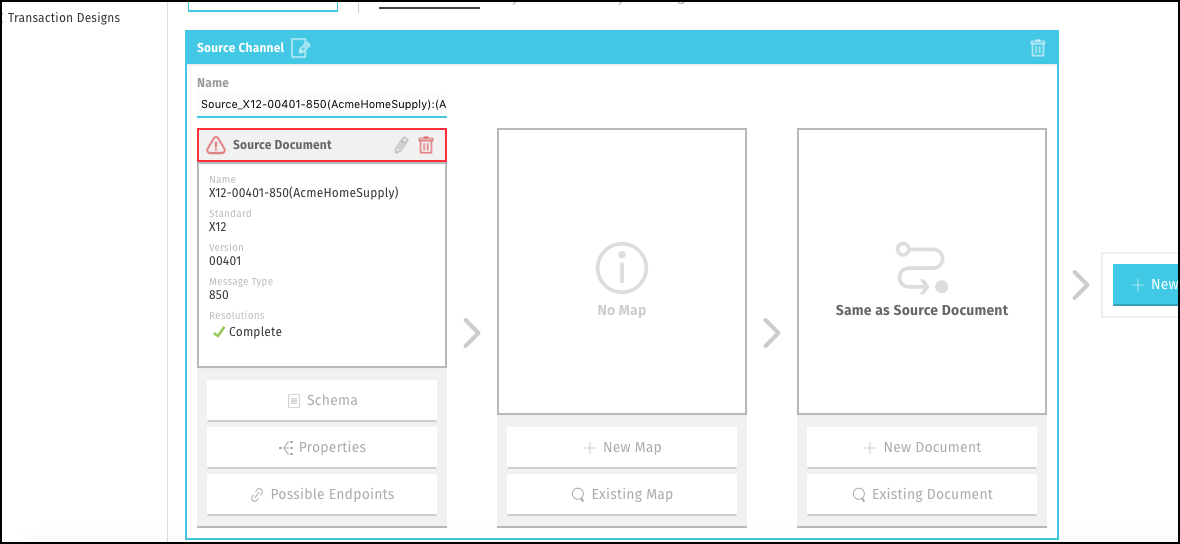 Transaction Designs
Source Channel
Name
Source_X12-00401-850(AcmeHomeSupply):(A
Source Document
Name
X12-00401-850(AcmeHomeSupply)
Standard
X12
Version
00401
Message Type
850
Resolutions
Complete
Schema
Properties
Possible Endpoints
No Map
New Map
Existing Map
Same as Source Document
New Document
Existing Document
New